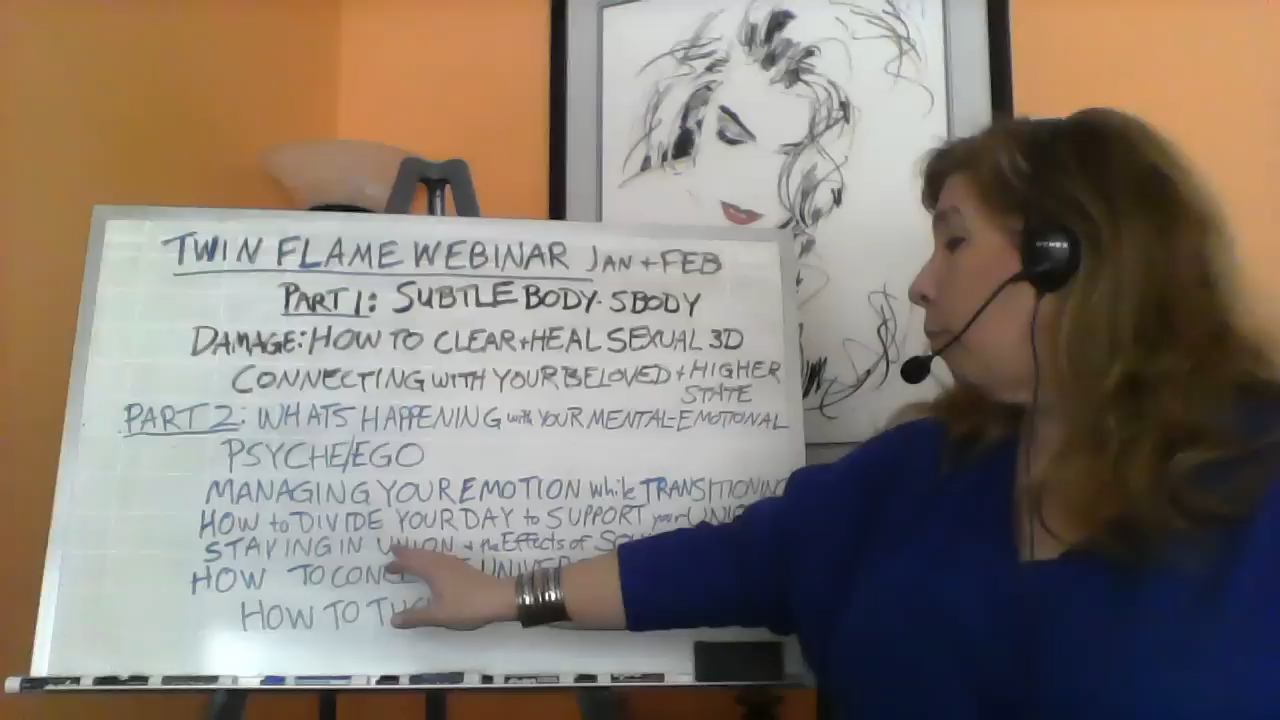 TWIN FLAME WEBINAR JAN + FEB
PART 1: SUBTLE BODY-5BODY
DAMAGE: HOW TO CLEAR+HEAL SEXUAL 3D
CONNECTING WITH YOUR BELOVED + HIGHER
STATE
PART 2: WHATS HAPPENING with YOUR MENTAL-EMOTIONAL
PSYCHE/EGO
MANAGING YOUR EMOTION while TRANSITIONING
HOW to DIVIDE YOUR DAY to SUPPORT your
STAYING IN UNION + the Effects of
HOW TO
HOW TO